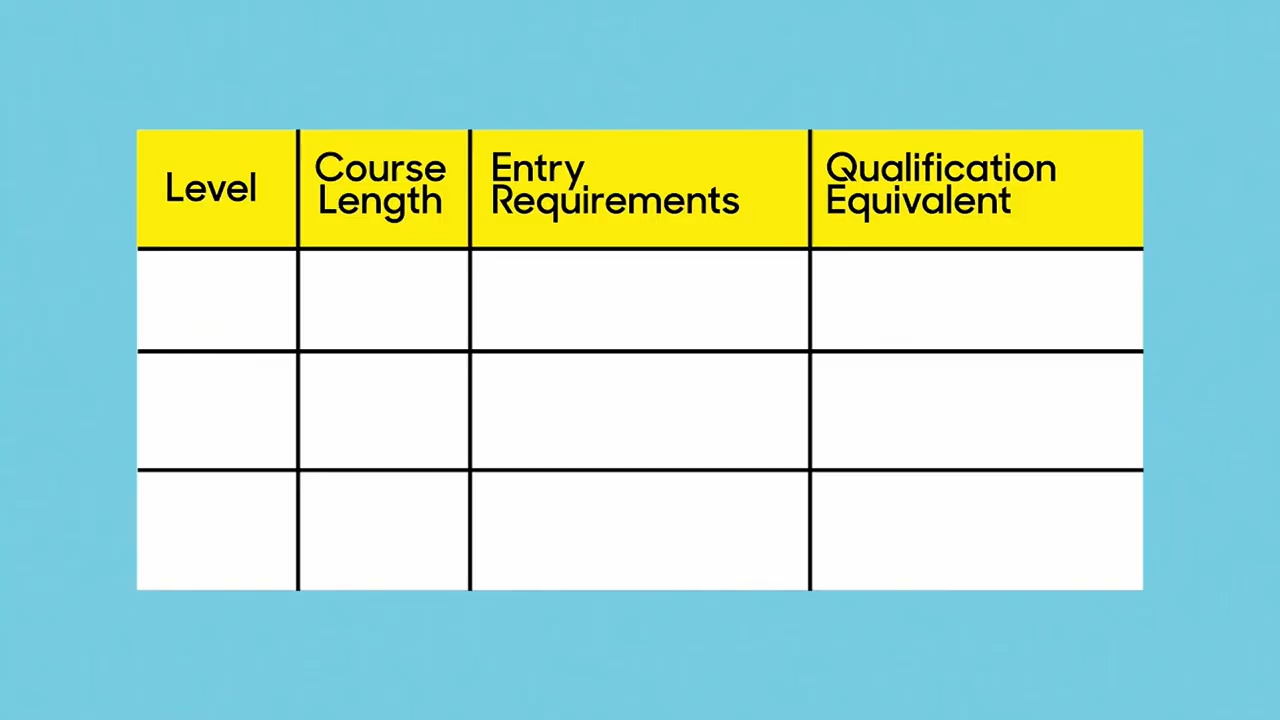 Level
Course
Length
Entry
Requirements
Qualification
Equivalent